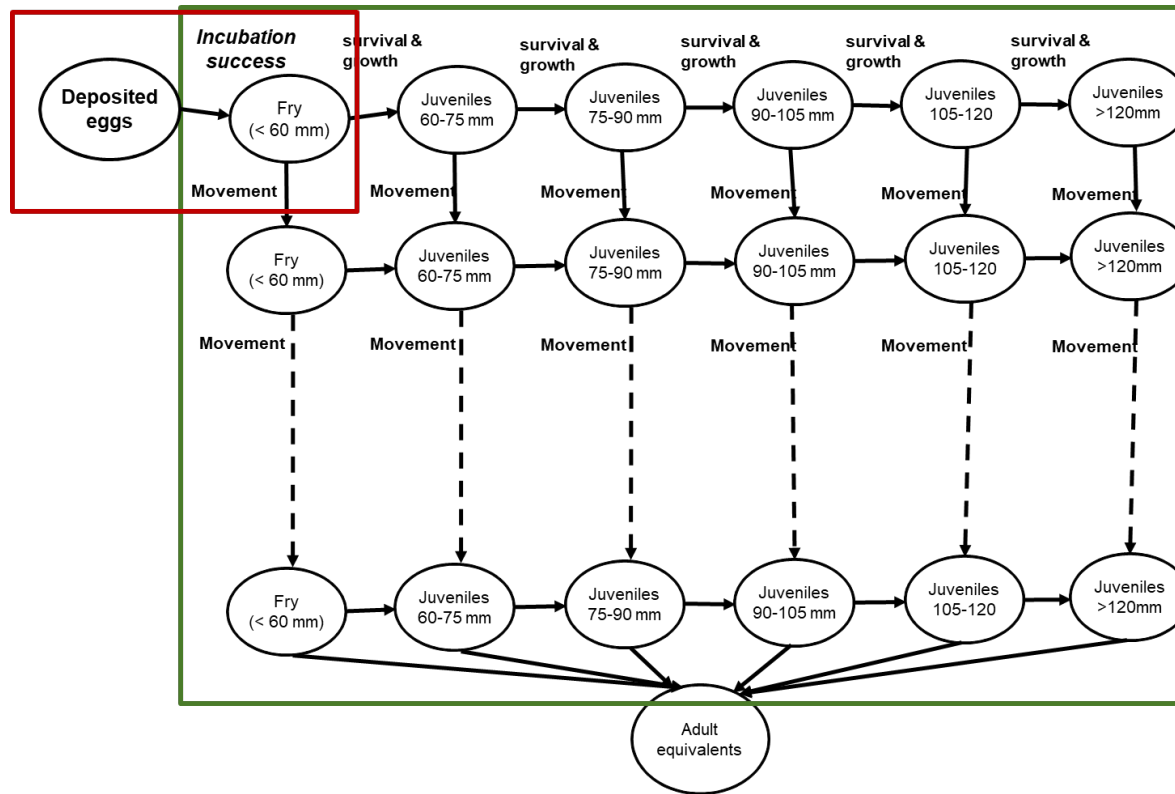 Incubation
success
survival &
growth
survival &
growth
survival &
growth
survival &
growth
survival &
growth
Deposited
eggs
Fry
(< 60 mm)
Juveniles
60-75 mm
Juveniles
75-90 mm
Juveniles
90-105 mm
Juveniles
105-120
Juveniles
>120mm
Movement
Movement
Movement
Movement
Movement
Movement
Fry
(< 60 mm)
Juveniles
60-75 mm
Juveniles
75-90 mm
Juveniles
90-105 mm
Juveniles
105-120
Juveniles
>120mm
Movement
Movement
Movement
Movement
Movement
Movement
Fry
(< 60 mm)
Juveniles
60-75 mm
Juveniles
75-90 mm
Juveniles
90-105 mm
Juveniles
105-120
Juveniles
>120mm
Adult
equivalents